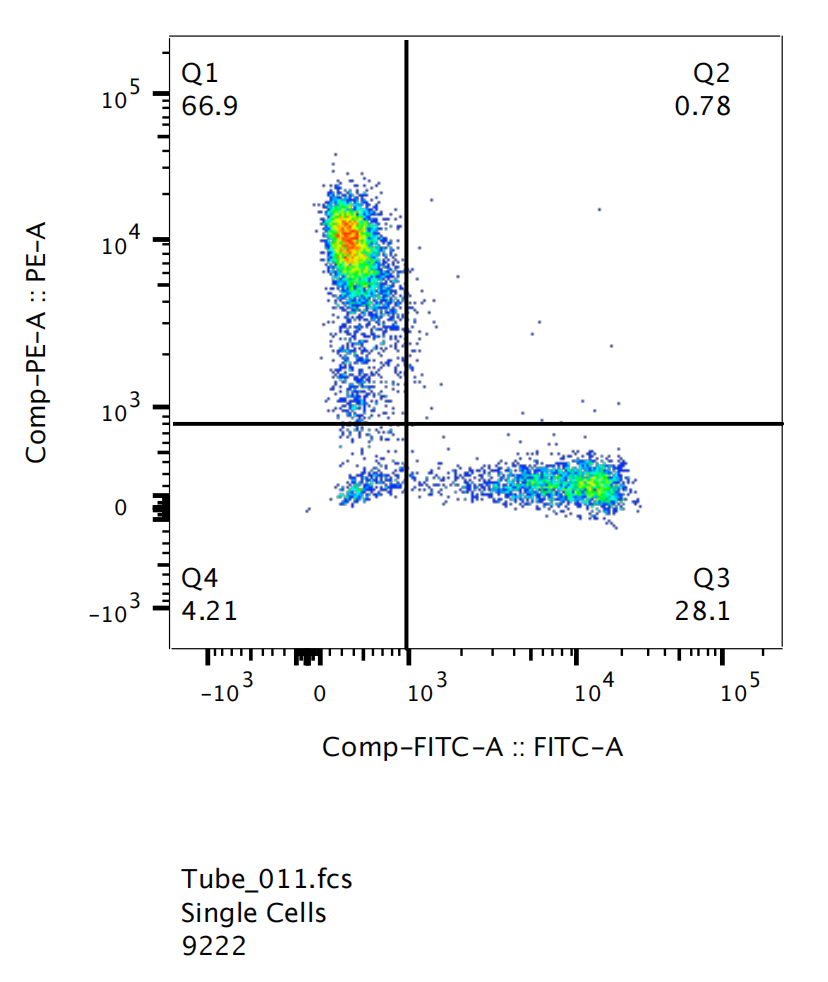 Q1
66.9
Q2
0.78
10^5
10^4
10^3
0
-10^3
Comp-PE-A :: PE-A
Q4
4.21
Q3
28.1
-10^3
0
10^3
10^4
10^5
Comp-FITC-A :: FITC-A
Tube_011.fcs
Single Cells
9222